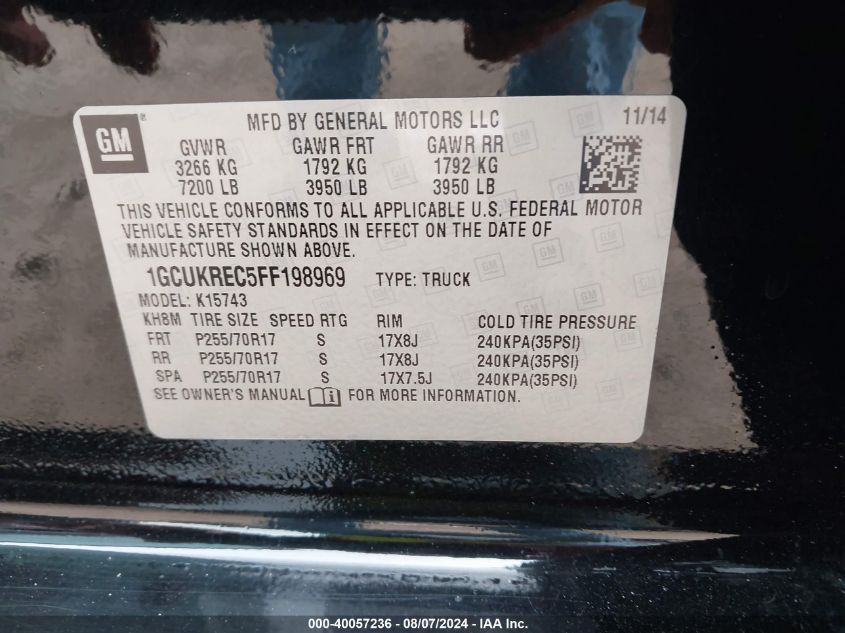 GM
®
MFD BY GENERAL MOTORS LLC
11/14
GVWR GAWR FRT GAWR RR
3266 KG 1792 KG 1792 KG
7200 LB 3950 LB 3950 LB
THIS VEHICLE CONFORMS TO ALL APPLICABLE U.S. FEDERAL MOTOR
VEHICLE SAFETY STANDARDS IN EFFECT ON THE DATE OF
MANUFACTURE SHOWN ABOVE.
1GCUKREC5FF198969 TYPE: TRUCK
MODEL: K15743
KH8M TIRE SIZE SPEED RTG RIM COLD TIRE PRESSURE
FRT P255/70R17 S 17X8J 240KPA(35PSI)
RR P255/70R17 S 17X8J 240KPA(35PSI)
SPA P255/70R17 S 17X7.5J 240KPA(35PSI)
SEE OWNER'S MANUAL FOR MORE INFORMATION.
000-40057236 - 08/07/2024 - IAA Inc.